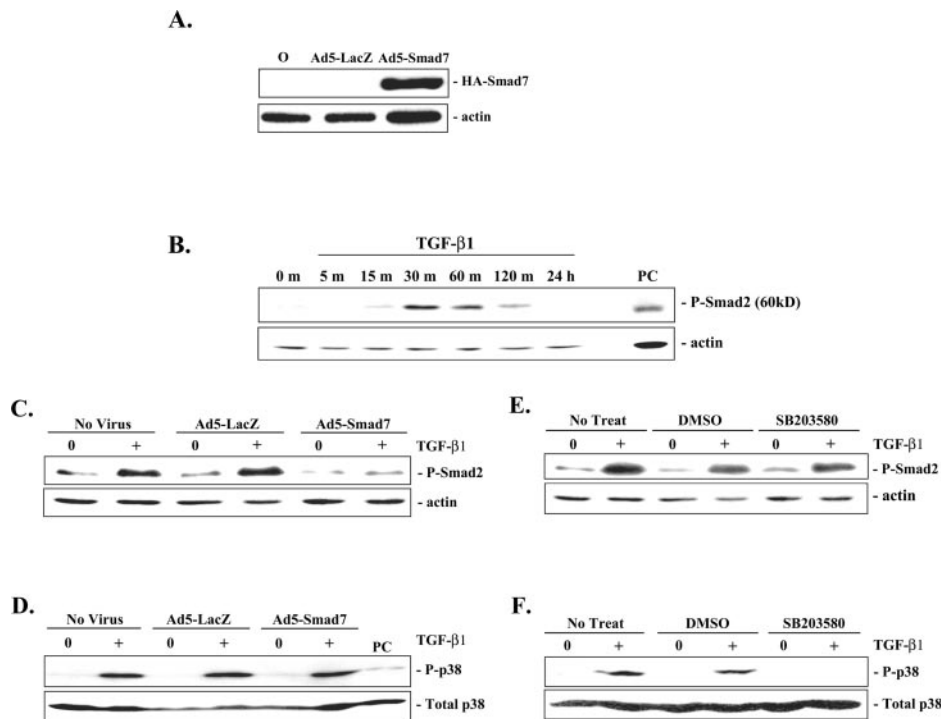 A.
O Ad5-LacZ Ad5-Smad7
- HA-Smad7
- actin
B.
TGF-β1
0 m 5 m 15 m 30 m 60 m 120 m 24 h PC
- P-Smad2 (60kD)
- actin
C.
No Virus Ad5-LacZ Ad5-Smad7
0 + 0 + 0 + TGF-β1
- P-Smad2
- actin
E.
No Treat DMSO SB203580
0 + 0 + 0 + TGF-β1
- P-Smad2
- actin
D.
No Virus Ad5-LacZ Ad5-Smad7
0 + 0 + 0 + PC TGF-β1
- P-p38
- Total p38
F.
No Treat DMSO SB203580
0 + 0 + 0 + TGF-β1
- P-p38
- Total p38